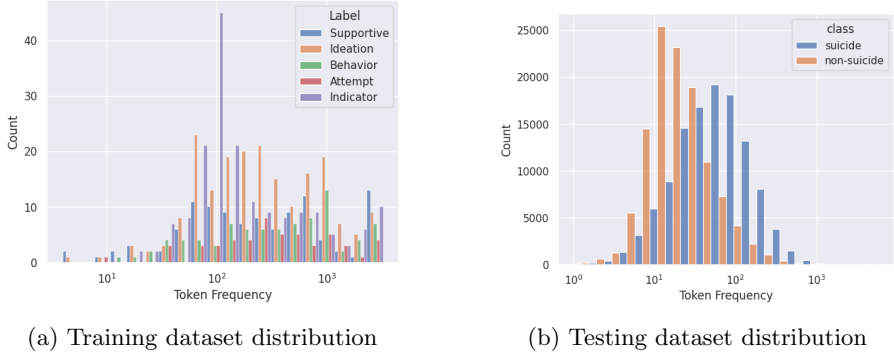 Label
Supportive
Ideation
Behavior
Attempt
Indicator
40
30
20
10
0
Count
10¹
10²
10³
Token Frequency
(a) Training dataset distribution
class
suicide
non-suicide
25000
20000
15000
10000
5000
0
Count
10⁰
10¹
10²
10³
Token Frequency
(b) Testing dataset distribution